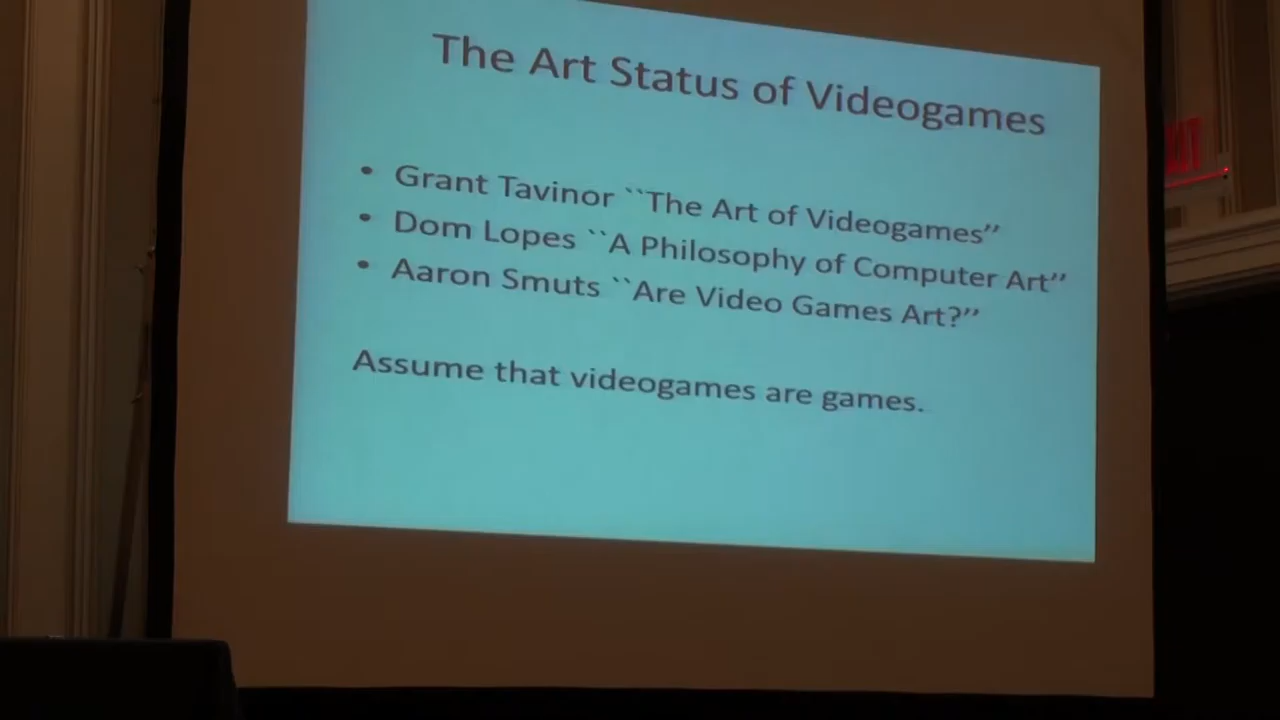 The Art Status of Videogames
• Grant Tavinor ``The Art of Videogames’’
• Dom Lopes ``A Philosophy of Computer Art’’
• Aaron Smuts ``Are Video Games Art?’’
Assume that videogames are games.